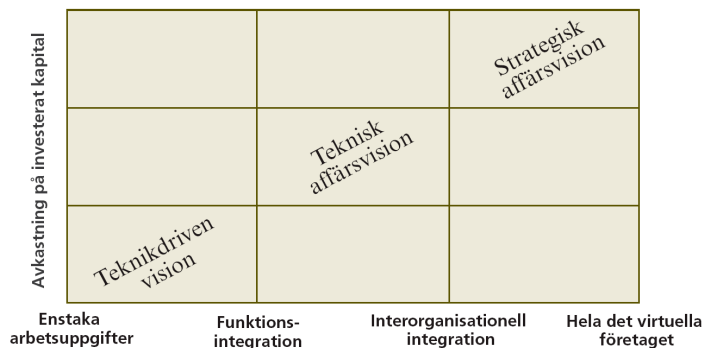 Avkastning på investerat kapital
Strategisk
affärsvision
Teknisk
affärsvision
Teknikdriven
vision
Enstaka
arbetsuppgifter
Funktions-
integration
Interorganisationell
integration
Hela det virtuella
företaget